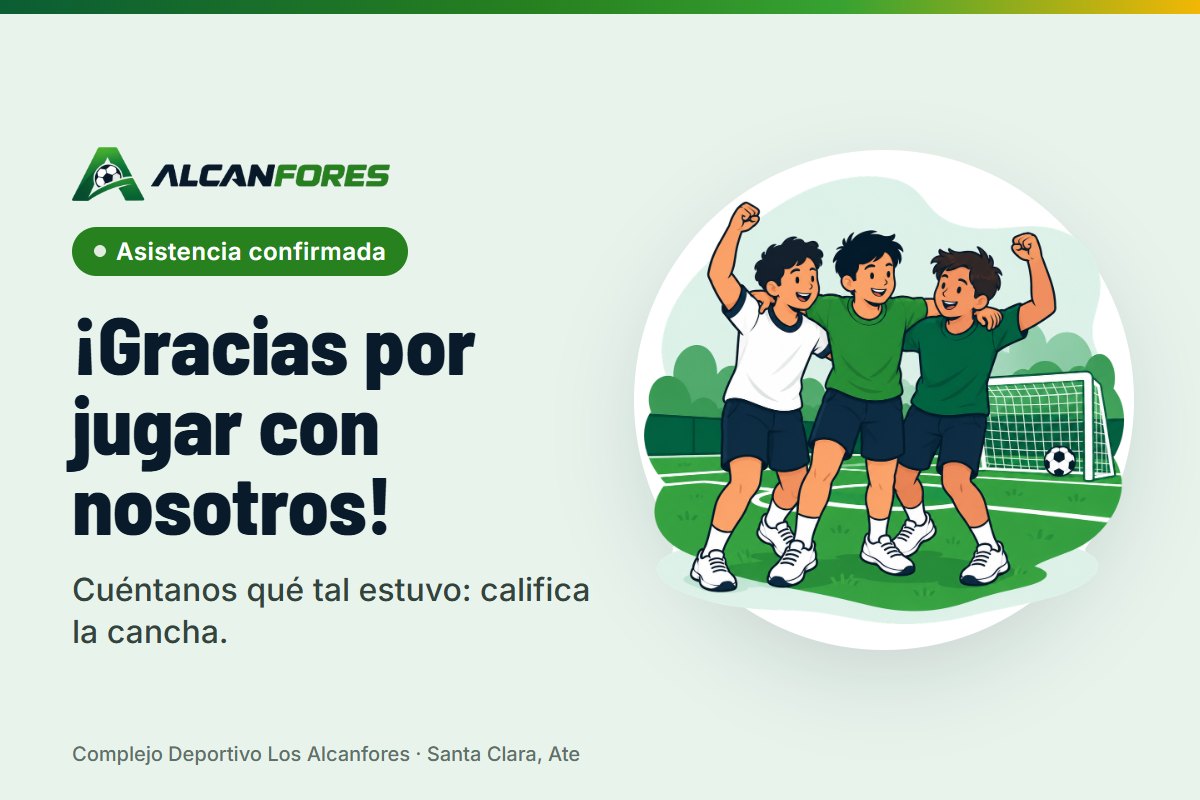 ALCANFORES
Asistencia confirmada
¡Gracias por
jugar con
nosotros!
Cuéntanos qué tal estuvo: califica
la cancha.
Complejo Deportivo Los Alcanfores · Santa Clara, Ate